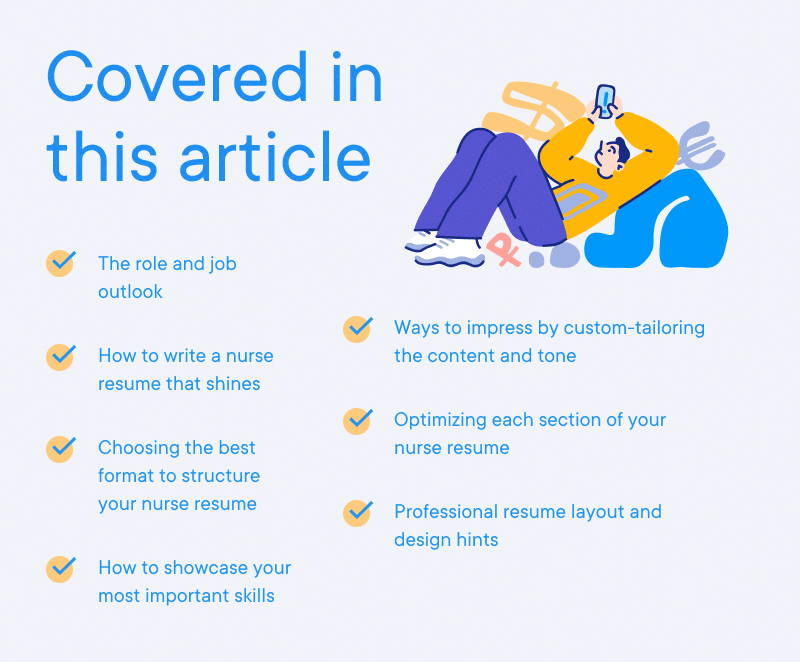 Covered in
this article
The role and job
outlook
How to write a nurse
resume that shines
Choosing the best
format to structure
your nurse resume
How to showcase your
most important skills
Ways to impress by custom-tailoring
the content and tone
Optimizing each section of your
nurse resume
Professional resume layout and
design hints